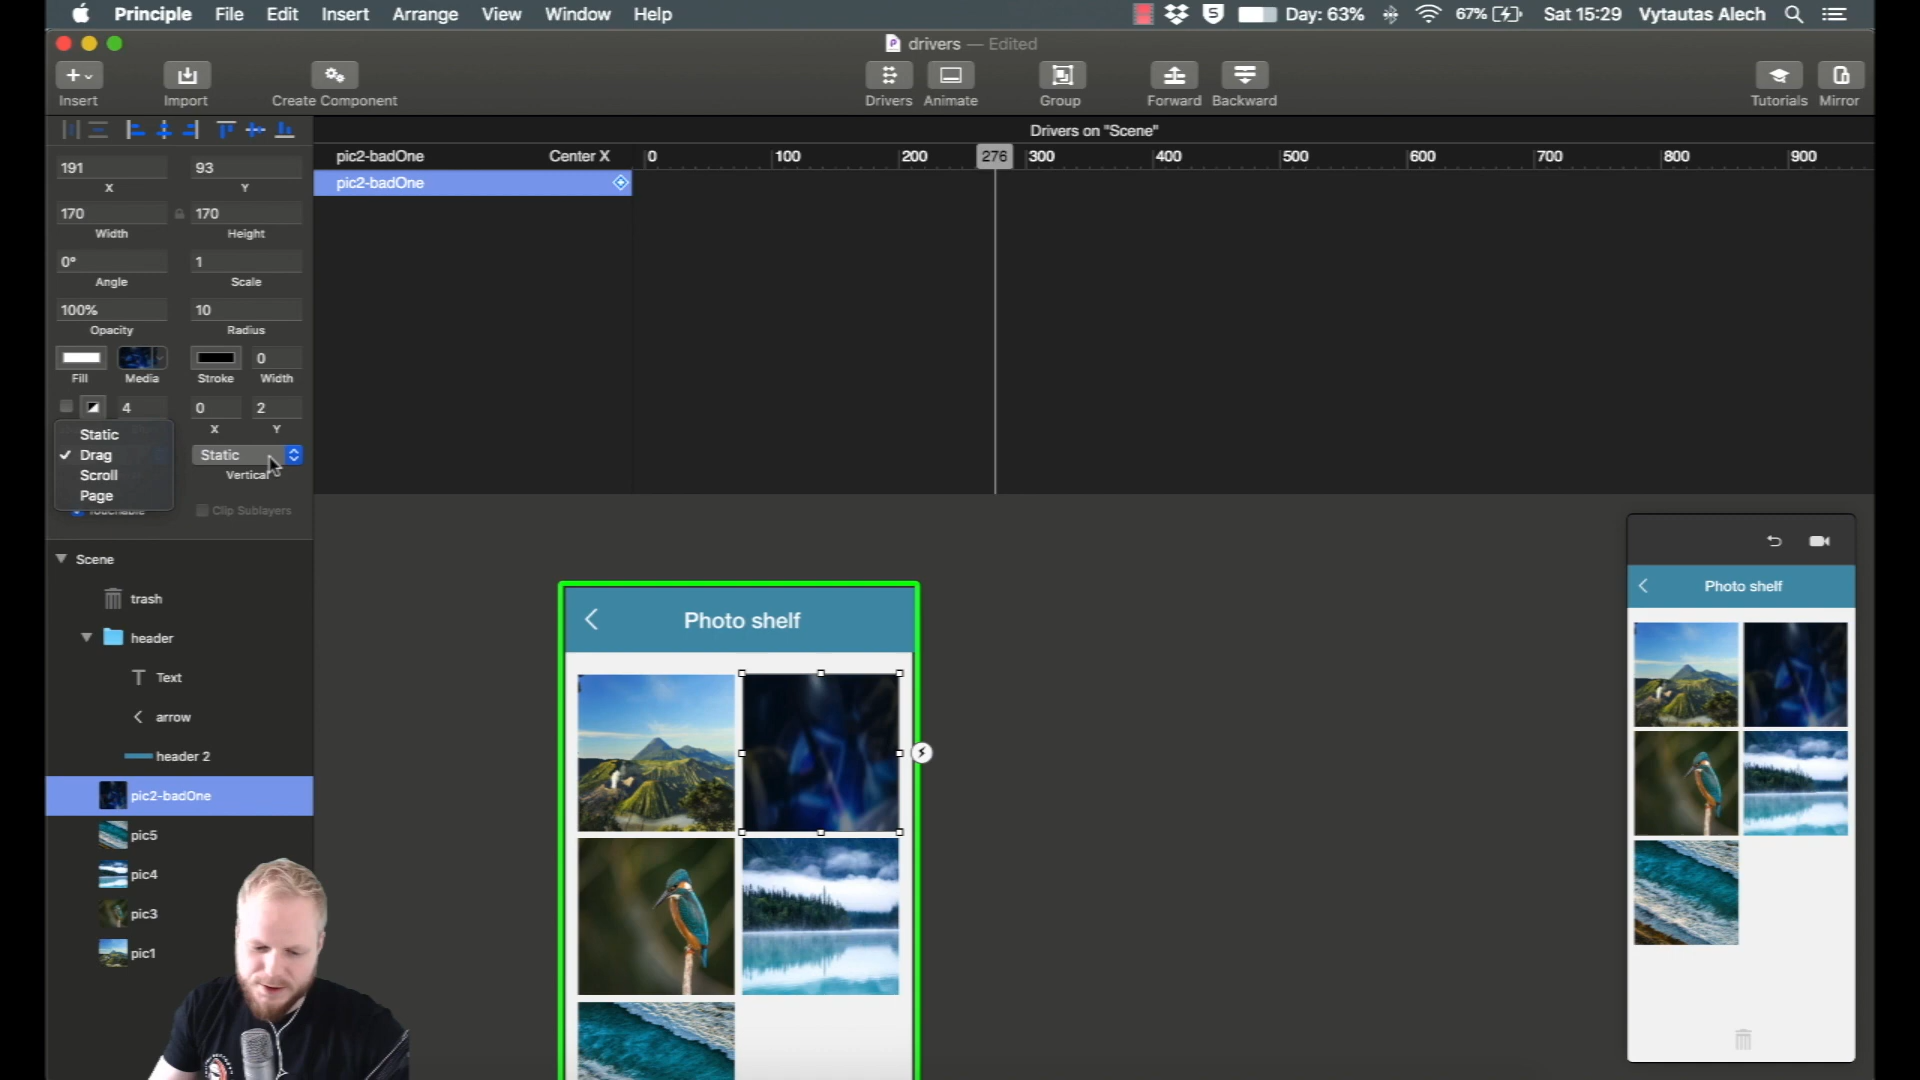 Principle File Edit Insert Arrange View Window Help
S Day: 63% 67% Sat 15:29 Vytautas Alech
drivers — Edited
Insert Import Create Component Drivers Animate Group Forward Backward Tutorials Mirror
Drivers on "Scene"
pic2-badOne Center X 0 100 200 276 300 400 500 600 700 800 900
pic2-badOne
191 93
X Y
170 170
Width Height
0° 1
Angle Scale
100% 10
Opacity Radius
0
Fill Media Stroke Width
4 0 2
X Y
Static
Drag
Scroll
Page
Static
Vertical
Touchable Clip Sublayers
Scene
trash
header
Text
arrow
header 2
pic2-badOne
pic5
pic4
pic3
pic1
Photo shelf
Photo shelf